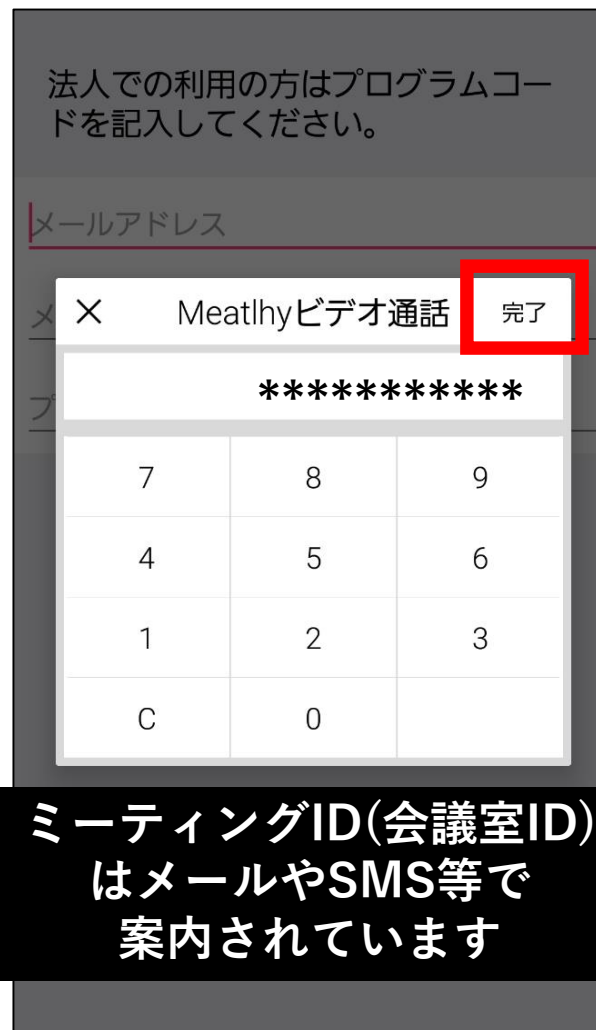 法人での利用の方はプログラムコー
ドを記入してください。
メールアドレス
メ
× Meatlhyビデオ通話 完了
プ
***********
7 8 9
4 5 6
1 2 3
C 0
ミーティングID(会議室ID)
はメールやSMS等で
案内されています